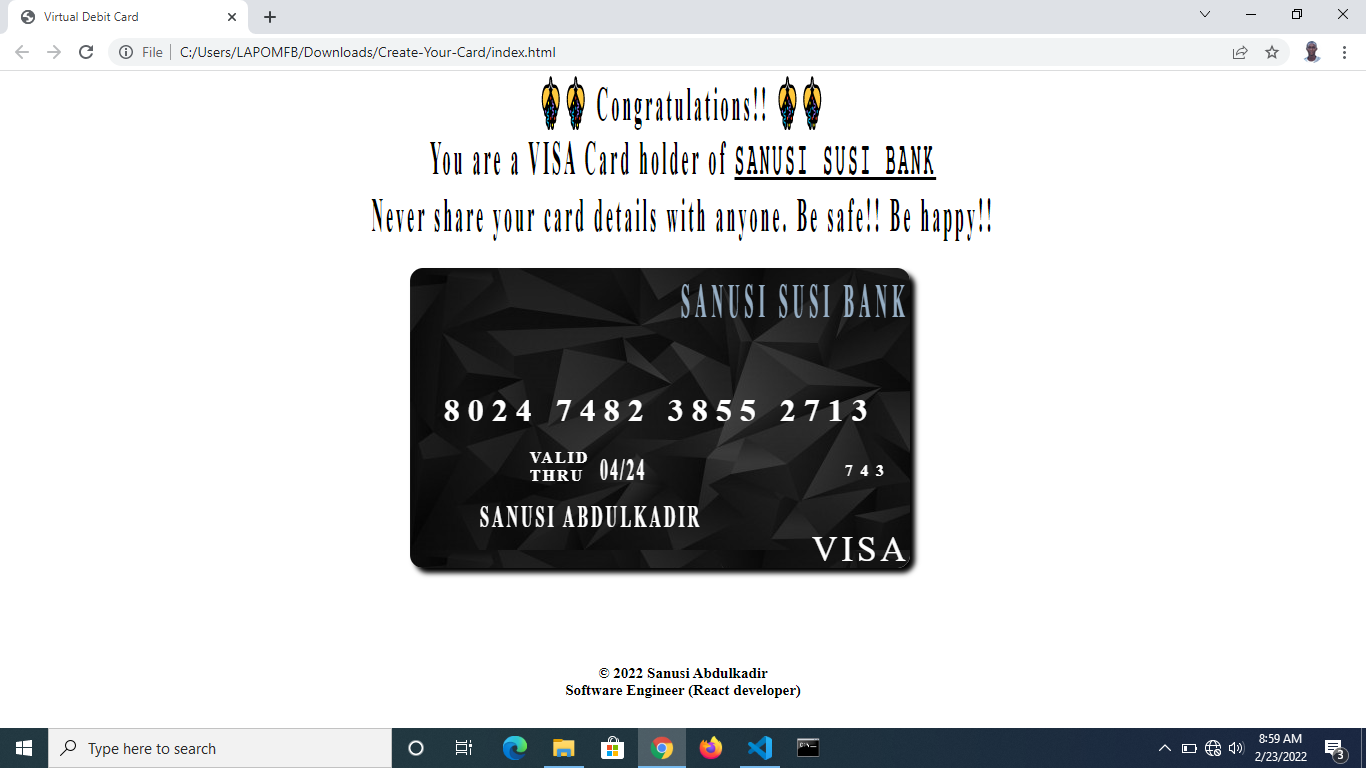 Virtual Debit Card
File
C:/Users/LAPOMFB/Downloads/Create-Your-Card/index.html
Congratulations!!
You are a VISA Card holder of SANUSI SUSI BANK
Never share your card details with anyone. Be safe!! Be happy!!
SANUSI SUSI BANK
8024 7482 3855 2713
VALID
THRU 04/24
743
SANUSI ABDULKADIR
VISA
© 2022 Sanusi Abdulkadir
Software Engineer (React developer)
Type here to search
8:59 AM
2/23/2022
3